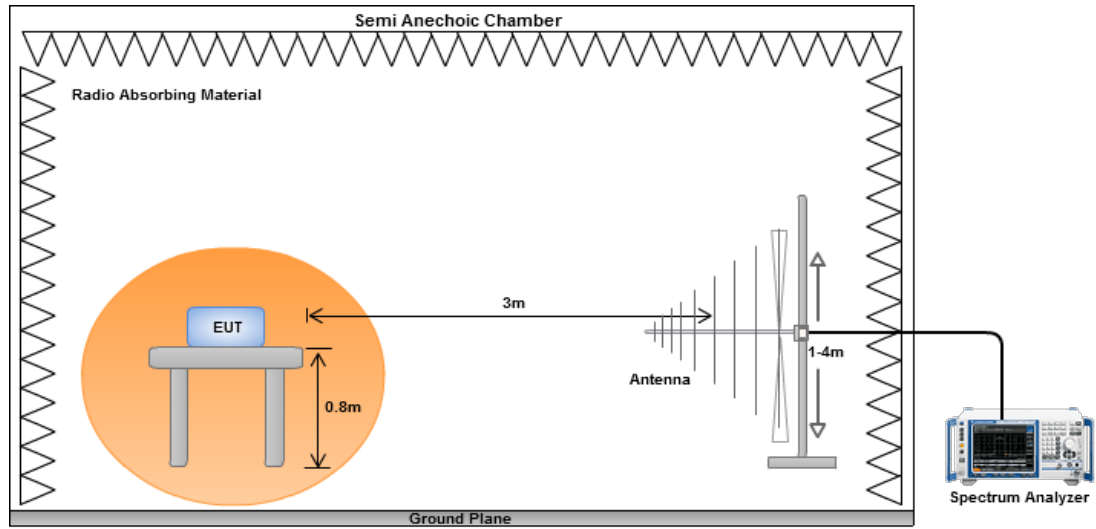 Semi Anechoic Chamber
Radio Absorbing Material
3m
EUT
1-4m
Antenna
0.8m
Spectrum Analyzer
Ground Plane